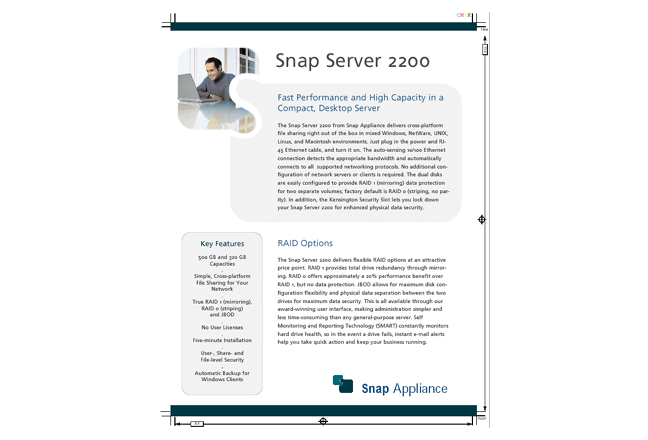 Snap Server 2200
Fast Performance and High Capacity in a
Compact, Desktop Server
The Snap Server 2200 from Snap Appliance delivers cross-platform
file sharing right out of the box in mixed Windows, NetWare, UNIX,
Linux, and Macintosh environments. Just plug in the power and RJ-
45 Ethernet cable, and turn it on. The auto-sensing 10/100 Ethernet
connection detects the appropriate bandwidth and automatically
connects to all supported networking protocols. No additional con-
figuration of network servers or clients is required. The dual disks
are easily configured to provide RAID 1 (mirroring) data protection
for two separate volumes; factory default is RAID 0 (striping, no par-
ity). In addition, the Kensington Security Slot lets you lock down
your Snap Server 2200 for enhanced physical data security.
Key Features
500 GB and 320 GB
Capacities
Simple, Cross-platform
File Sharing for Your
Network
True RAID 1 (mirroring),
RAID 0 (striping)
and JBOD
No User Licenses
Five-minute Installation
User-, Share- and
File-level Security
Automatic Backup for
Windows Clients
RAID Options
The Snap Server 2200 delivers flexible RAID options at an attractive
price point. RAID 1 provides total drive redundancy through mirror-
ing. RAID 0 offers approximately a 20% performance benefit over
RAID 1, but no data protection. JBOD allows for maximum disk con-
figuration flexibility and physical data separation between the two
drives for maximum data security. This is all available through our
award-winning user interface, making administration simpler and
less time-consuming than any general-purpose server. Self
Monitoring and Reporting Technology (SMART) constantly monitors
hard drive health, so in the event a drive fails, instant e-mail alerts
help you take quick action and keep your business running.
Snap Appliance